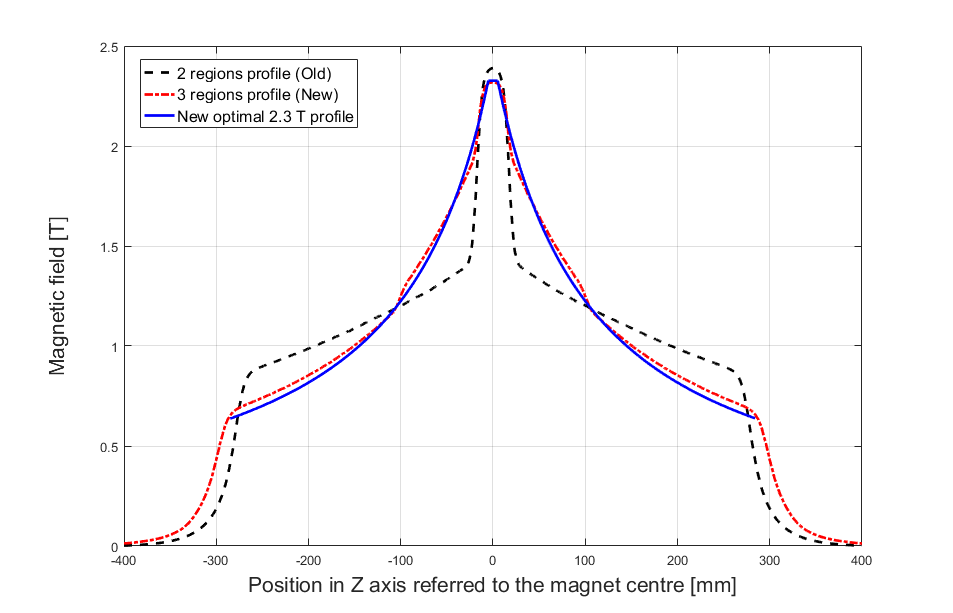 2.5
2
1.5
1
0.5
0
2 regions profile (Old)
3 regions profile (New)
New optimal 2.3 T profile
Magnetic field [T]
-400 -300 -200 -100 0 100 200 300 400
Position in Z axis referred to the magnet centre [mm]